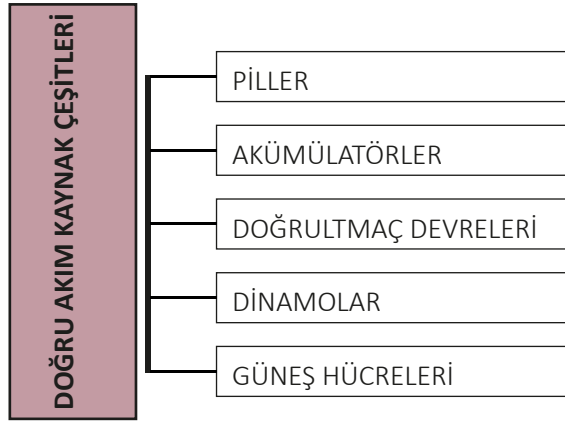 DOĞRU AKIM KAYNAK ÇEŞİTLERİ
PİLLER
AKÜMÜLATÖRLER
DOĞRULTMAÇ DEVRELERİ
DİNAMOLAR
GÜNEŞ HÜCRELERİ